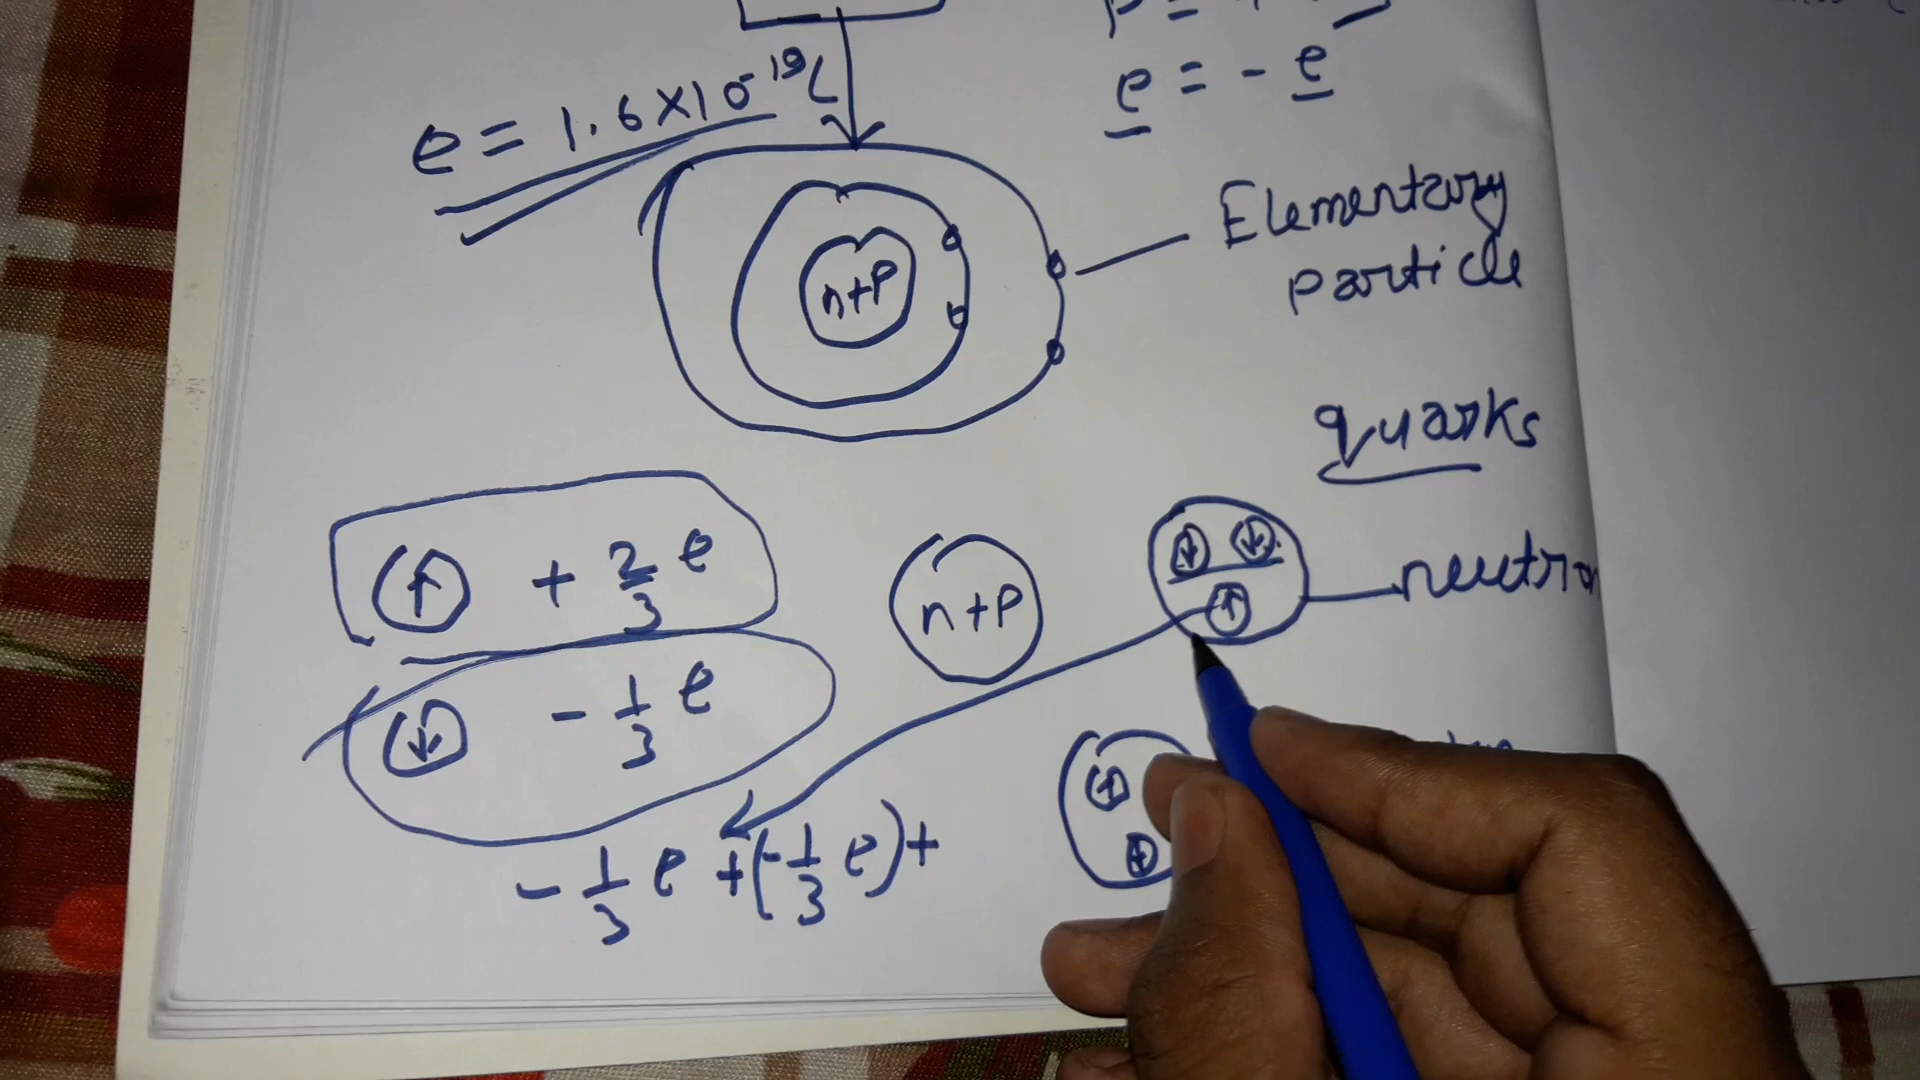 e = - e
e = 1.6×10⁻¹⁹C
Elementary
particle
n+p
quarks
↑ + 2/3 e
n+p
↓ ↓
↑
neutron
↓ - 1/3 e
↑
- 1/3 e + (- 1/3 e) +